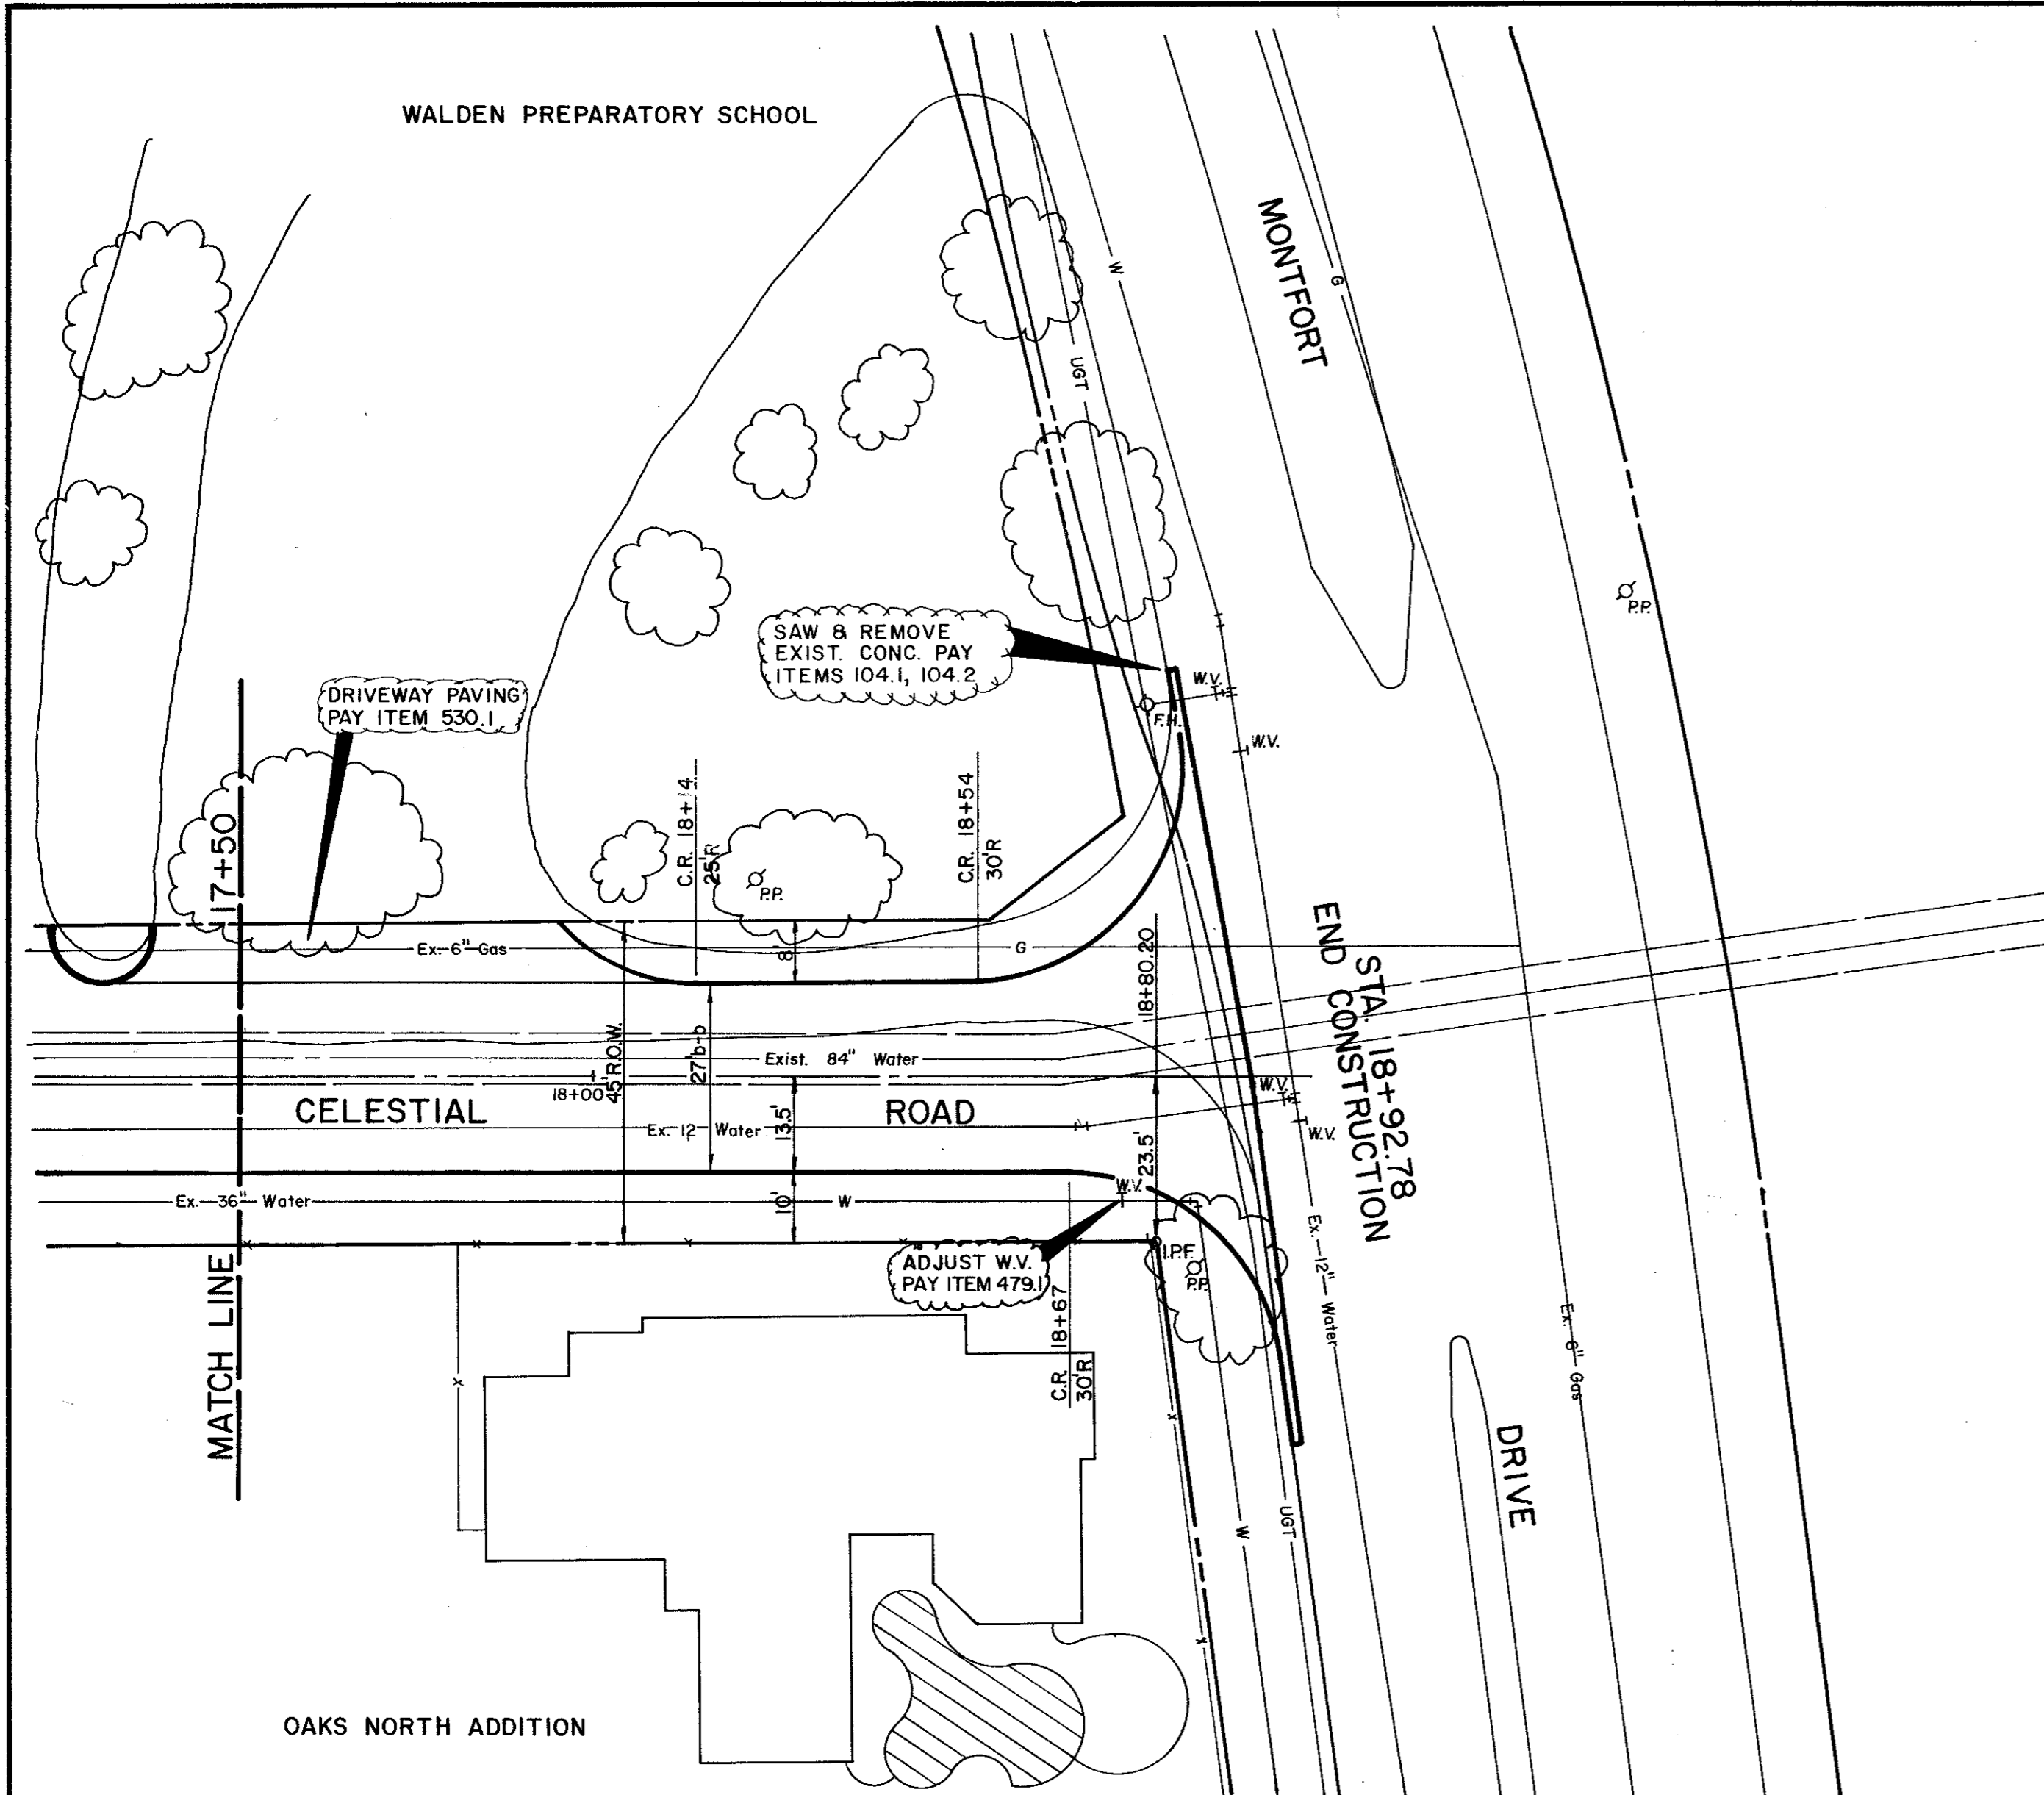 WALDEN PREPARATORY SCHOOL
MONTFORT
W
G
UGT
P.P.
SAW & REMOVE
EXIST. CONC. PAY
ITEMS 104.1, 104.2
W.V.
F.H.
W.V.
DRIVEWAY PAVING
PAY ITEM 530.1
17+50
C.R. 18+14
25'R
P.P.
C.R. 18+54
30'R
Ex. 6" Gas
8'
G
18+80.20
STA. 18+92.78
END CONSTRUCTION
45' R.O.W.
27' b-b
Exist. 84" Water
18+00
CELESTIAL
ROAD
Ex. 12" Water
13.5'
23.5'
W.V.
W.V.
Ex. 36" Water
10'
W
W.V.
I.P.F.
P.P.
ADJUST W.V.
PAY ITEM 479.1
C.R. 18+67
30'R
Ex. 12" Water
Ex. 6" Gas
MATCH LINE
x
x
x
x
x
x
x
x
DRIVE
W
UGT
OAKS NORTH ADDITION